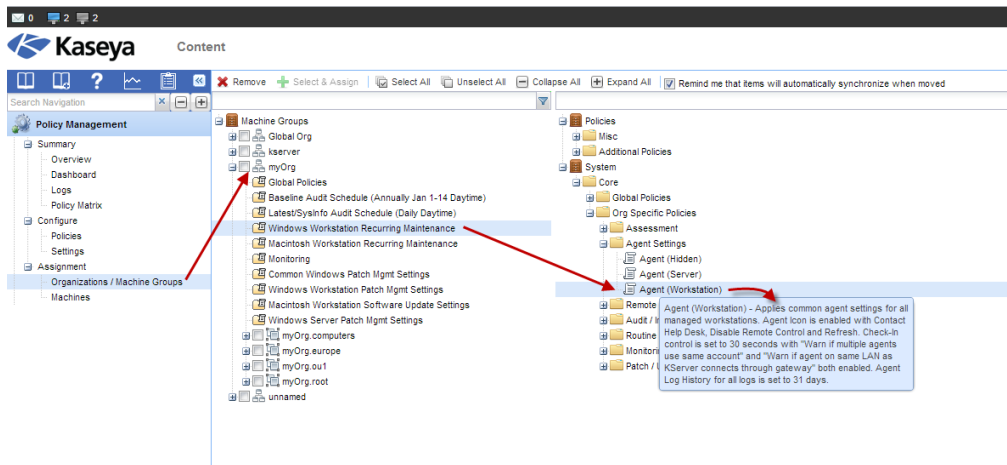 0 2 2
Kaseya Content
Remove Select & Assign Select All Unselect All Collapse All Expand All Remind me that items will automatically synchronize when moved
Search Navigation
Policy Management
Summary
Overview
Dashboard
Logs
Policy Matrix
Configure
Policies
Settings
Assignment
Organizations / Machine Groups
Machines
Machine Groups
Global Org
kserver
myOrg
Global Policies
Baseline Audit Schedule (Annually Jan 1-14 Daytime)
Latest/SysInfo Audit Schedule (Daily Daytime)
Windows Workstation Recurring Maintenance
Macintosh Workstation Recurring Maintenance
Monitoring
Common Windows Patch Mgmt Settings
Windows Workstation Patch Mgmt Settings
Macintosh Workstation Software Update Settings
Windows Server Patch Mgmt Settings
myOrg.computers
myOrg.europe
myOrg.ou1
myOrg.root
unnamed
Policies
Misc
Additional Policies
System
Core
Global Policies
Org Specific Policies
Assessment
Agent Settings
Agent (Hidden)
Agent (Server)
Agent (Workstation)
Remote
Audit / I
Routine
Monitori
Patch / U
Agent (Workstation) - Applies common agent settings for all
managed workstations. Agent Icon is enabled with Contact
Help Desk, Disable Remote Control and Refresh. Check-In
control is set to 30 seconds with "Warn if multiple agents
use same account" and "Warn if agent on same LAN as
KServer connects through gateway" both enabled. Agent
Log History for all logs is set to 31 days.